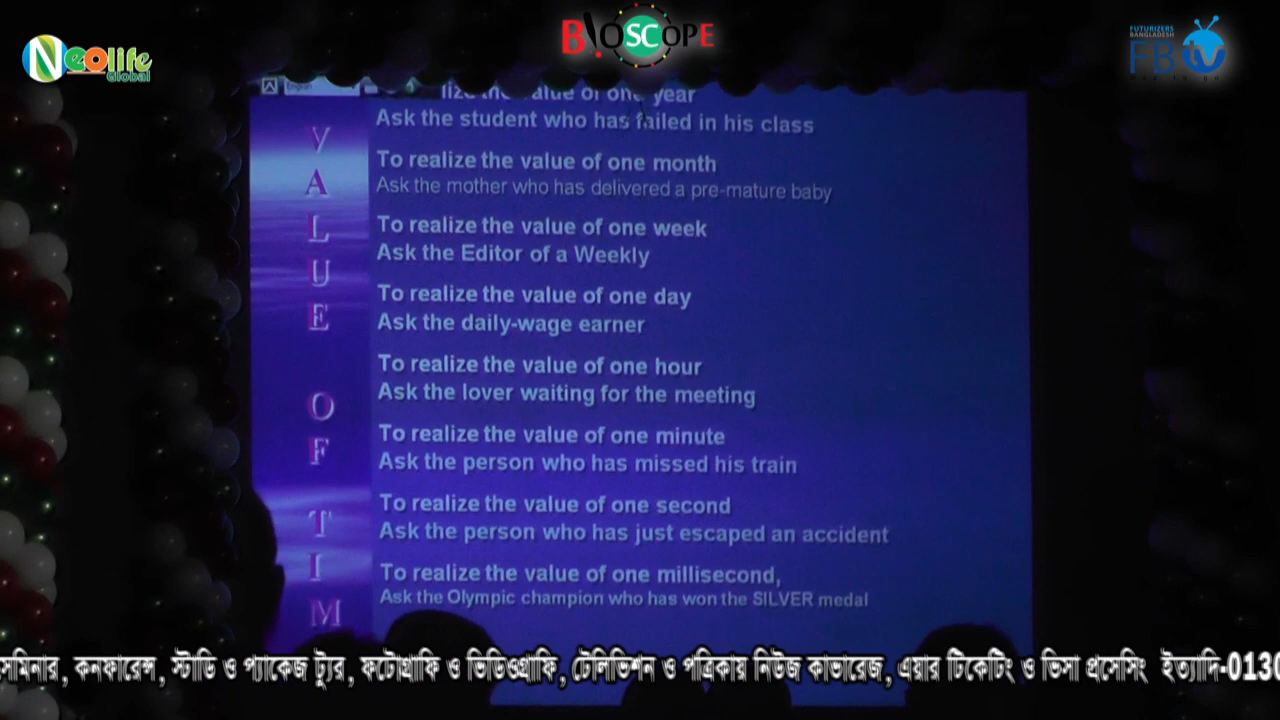 Neolife
Global
BIOSCOPE
FUTURIZERS
BANGLADESH
FB tv
English
the value of one year
Ask the student who has failed in his class
To realize the value of one month
Ask the mother who has delivered a pre-mature baby
To realize the value of one week
Ask the Editor of a Weekly
To realize the value of one day
Ask the daily-wage earner
To realize the value of one hour
Ask the lover waiting for the meeting
To realize the value of one minute
Ask the person who has missed his train
To realize the value of one second
Ask the person who has just escaped an accident
To realize the value of one millisecond,
Ask the Olympic champion who has won the SILVER medal
VALUE OF TIM
সেমিনার, কনফারেন্স, স্টাডি ও প্যাকেজ ট্যুর, ফটোগ্রাফি ও ভিডিওগ্রাফি, টেলিভিশন ও পত্রিকায় নিউজ কাভারেজ, এয়ার টিকেটিং ও ভিসা প্রসেসিং ইত্যাদি-0130